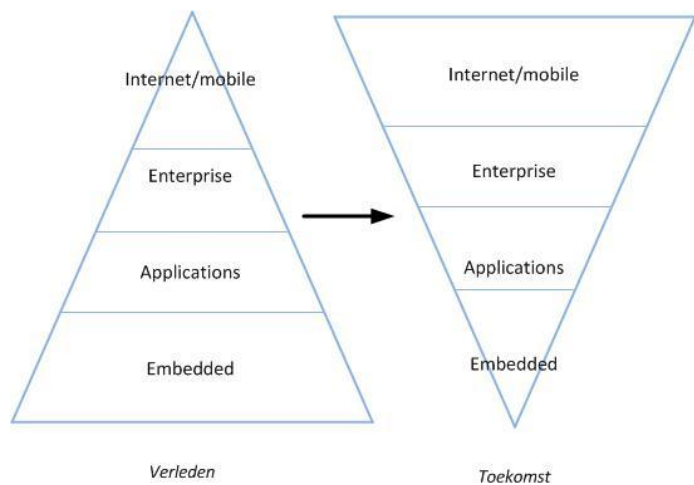 Internet/mobile
Enterprise
Applications
Embedded
Verleden
Internet/mobile
Enterprise
Applications
Embedded
Toekomst